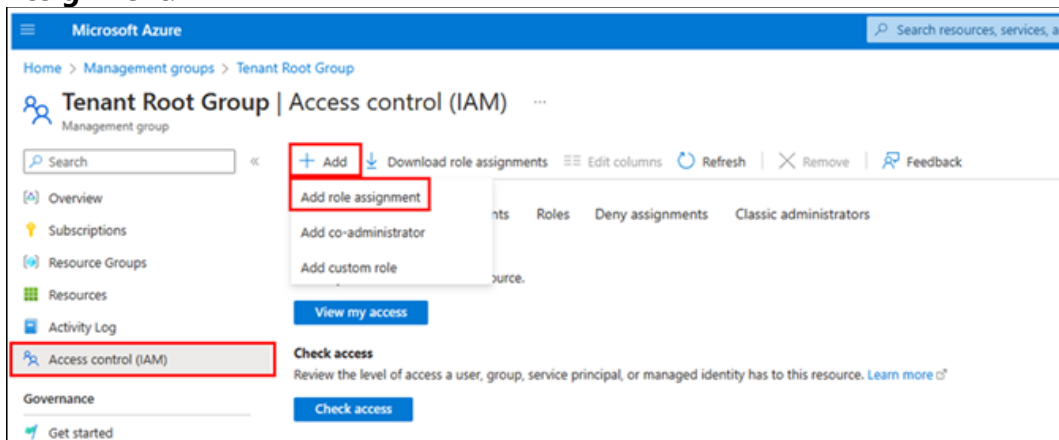 Microsoft Azure
Search resources, services, a
Home > Management groups > Tenant Root Group
Tenant Root Group | Access control (IAM) ...
Management group
Search
«
+ Add
Download role assignments
Edit columns
Refresh
Remove
Feedback
Add role assignment
Add co-administrator
Add custom role
nts
Roles
Deny assignments
Classic administrators
ource.
View my access
Check access
Review the level of access a user, group, service principal, or managed identity has to this resource. Learn more
Check access
Overview
Subscriptions
Resource Groups
Resources
Activity Log
Access control (IAM)
Governance
Get started